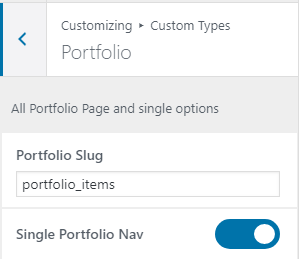 Customizing ▸ Custom Types
Portfolio
All Portfolio Page and single options
Portfolio Slug
portfolio_items
Single Portfolio Nav